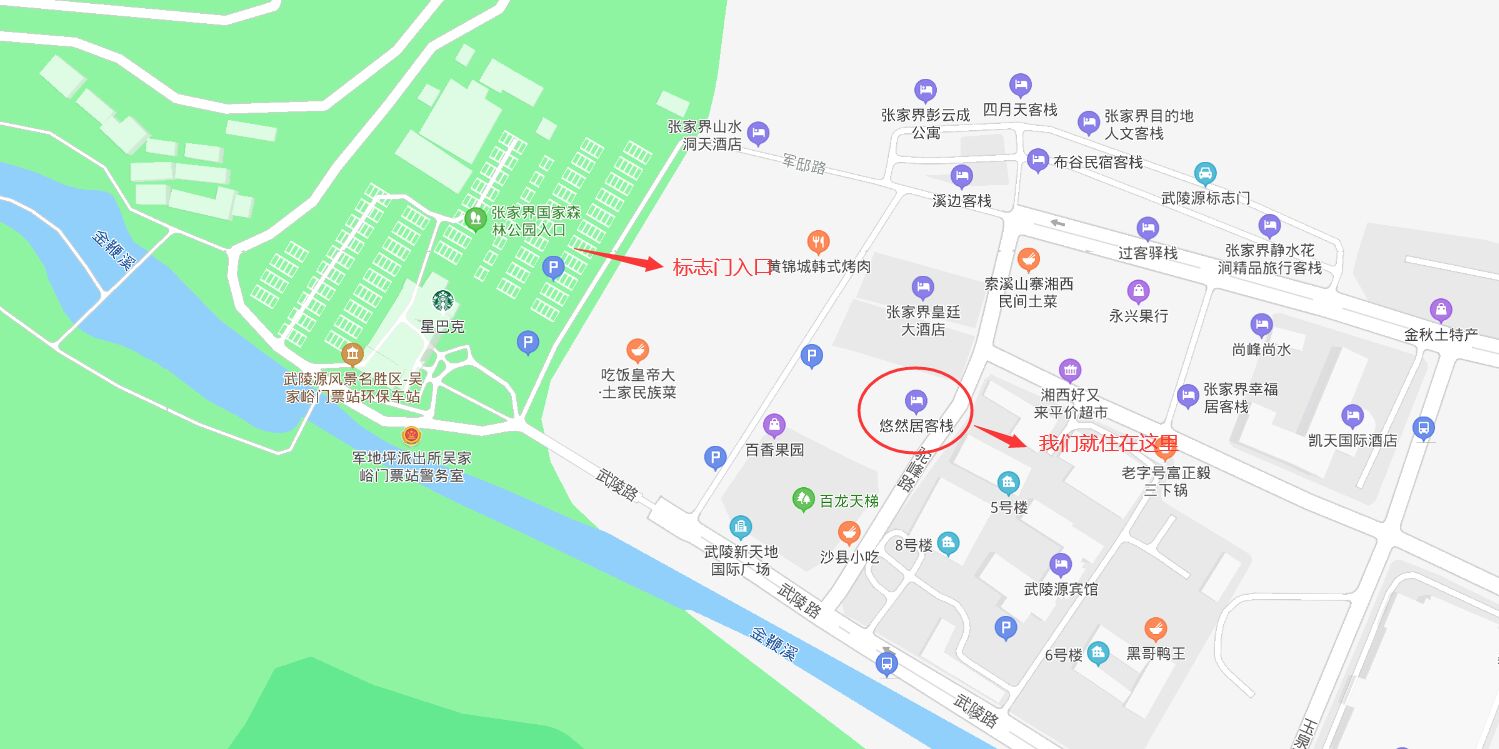 张家界彭云成
公寓
四月天客栈
张家界目的地
人文客栈
张家界山水
洞天酒店
军邸路
布谷民宿客栈
溪边客栈
武陵源标志门
张家界国家森
林公园入口
金鞭溪
标志门入口
黄锦城韩式烤肉
过客驿栈
张家界静水花
涧精品旅行客栈
索溪山寨湘西
民间土菜
P
张家界皇廷
大酒店
永兴果行
星巴克
金秋土特产
尚峰尚水
P
P
武陵源风景名胜区-吴
家峪门票站环保车站
吃饭皇帝大
·土家民族菜
湘西好又
来平价超市
张家界幸福
居客栈
悠然居客栈
我们就住在这里
凯天国际酒店
百香果园
军地坪派出所吴家
峪门票站警务室
P
驼峰路
老字号富正毅
三下锅
武陵路
百龙天梯
5号楼
武陵新天地
国际广场
沙县小吃
8号楼
武陵源宾馆
武陵路
P
金鞭溪
6号楼
黑哥鸭王
武陵路